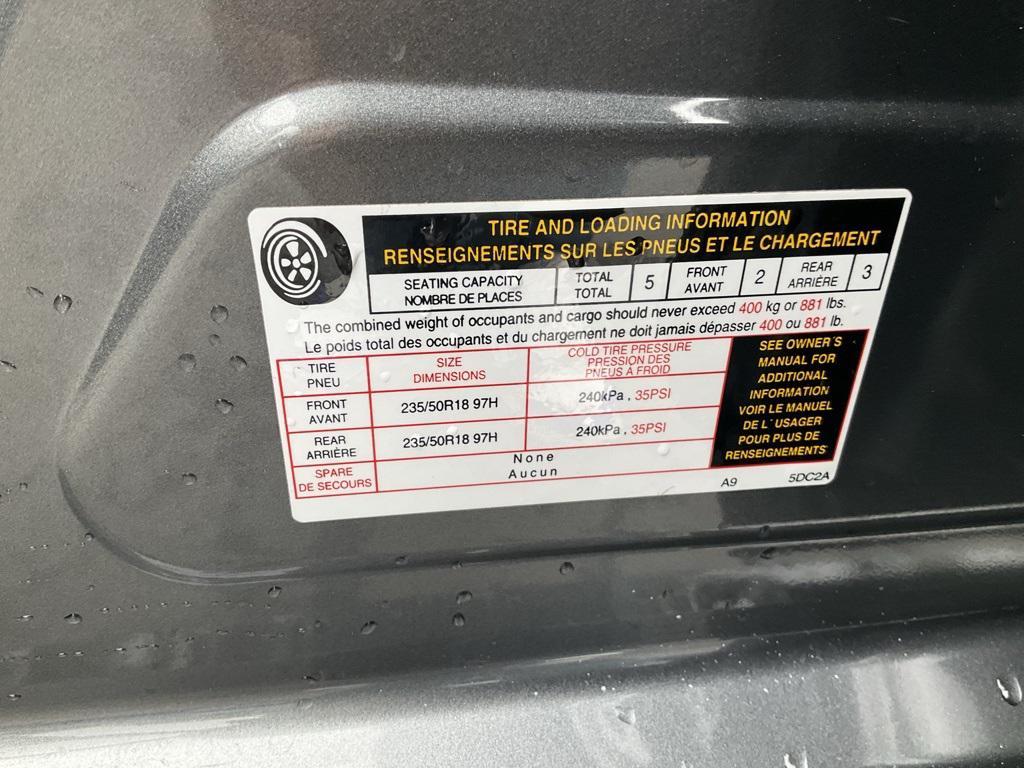 TIRE AND LOADING INFORMATION
RENSEIGNEMENTS SUR LES PNEUS ET LE CHARGEMENT
SEATING CAPACITY
NOMBRE DE PLACES
TOTAL
TOTAL
5
FRONT
AVANT
2
REAR
ARRIÈRE
3
The combined weight of occupants and cargo should never exceed 400 kg or 881 lbs.
Le poids total des occupants et du chargement ne doit jamais dépasser 400 ou 881 lb.
TIRE
PNEU
SIZE
DIMENSIONS
COLD TIRE PRESSURE
PRESSION DES
PNEUS A FROID
FRONT
AVANT
235/50R18 97H
240kPa , 35PSI
REAR
ARRIÈRE
235/50R18 97H
240kPa , 35PSI
SPARE
DE SECOURS
None
Aucun
SEE OWNER'S
MANUAL FOR
ADDITIONAL
INFORMATION
VOIR LE MANUEL
DE L'USAGER
POUR PLUS DE
RENSEIGNEMENTS
A9 5DC2A